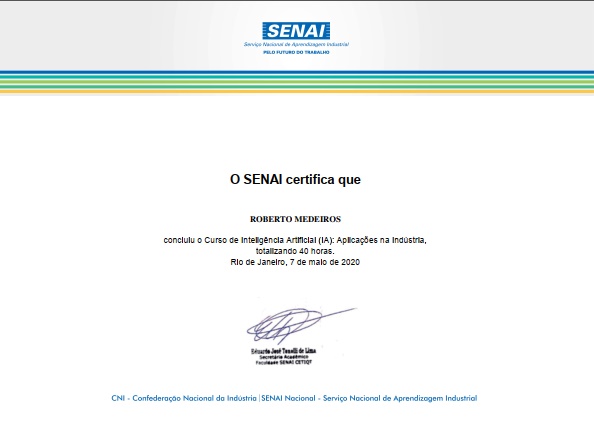 SENAI
Serviço Nacional de Aprendizagem Industrial
PELO FUTURO DO TRABALHO
O SENAI certifica que
ROBERTO MEDEIROS
concluiu o Curso de Inteligência Artificial (IA): Aplicações na Indústria,
totalizando 40 horas.
Rio de Janeiro, 7 de maio de 2020
Eduardo José Tonelli de Lima
Secretário Acadêmico
Faculdade SENAI CETIQT
CNI - Confederação Nacional da Indústria | SENAI Nacional - Serviço Nacional de Aprendizagem Industrial